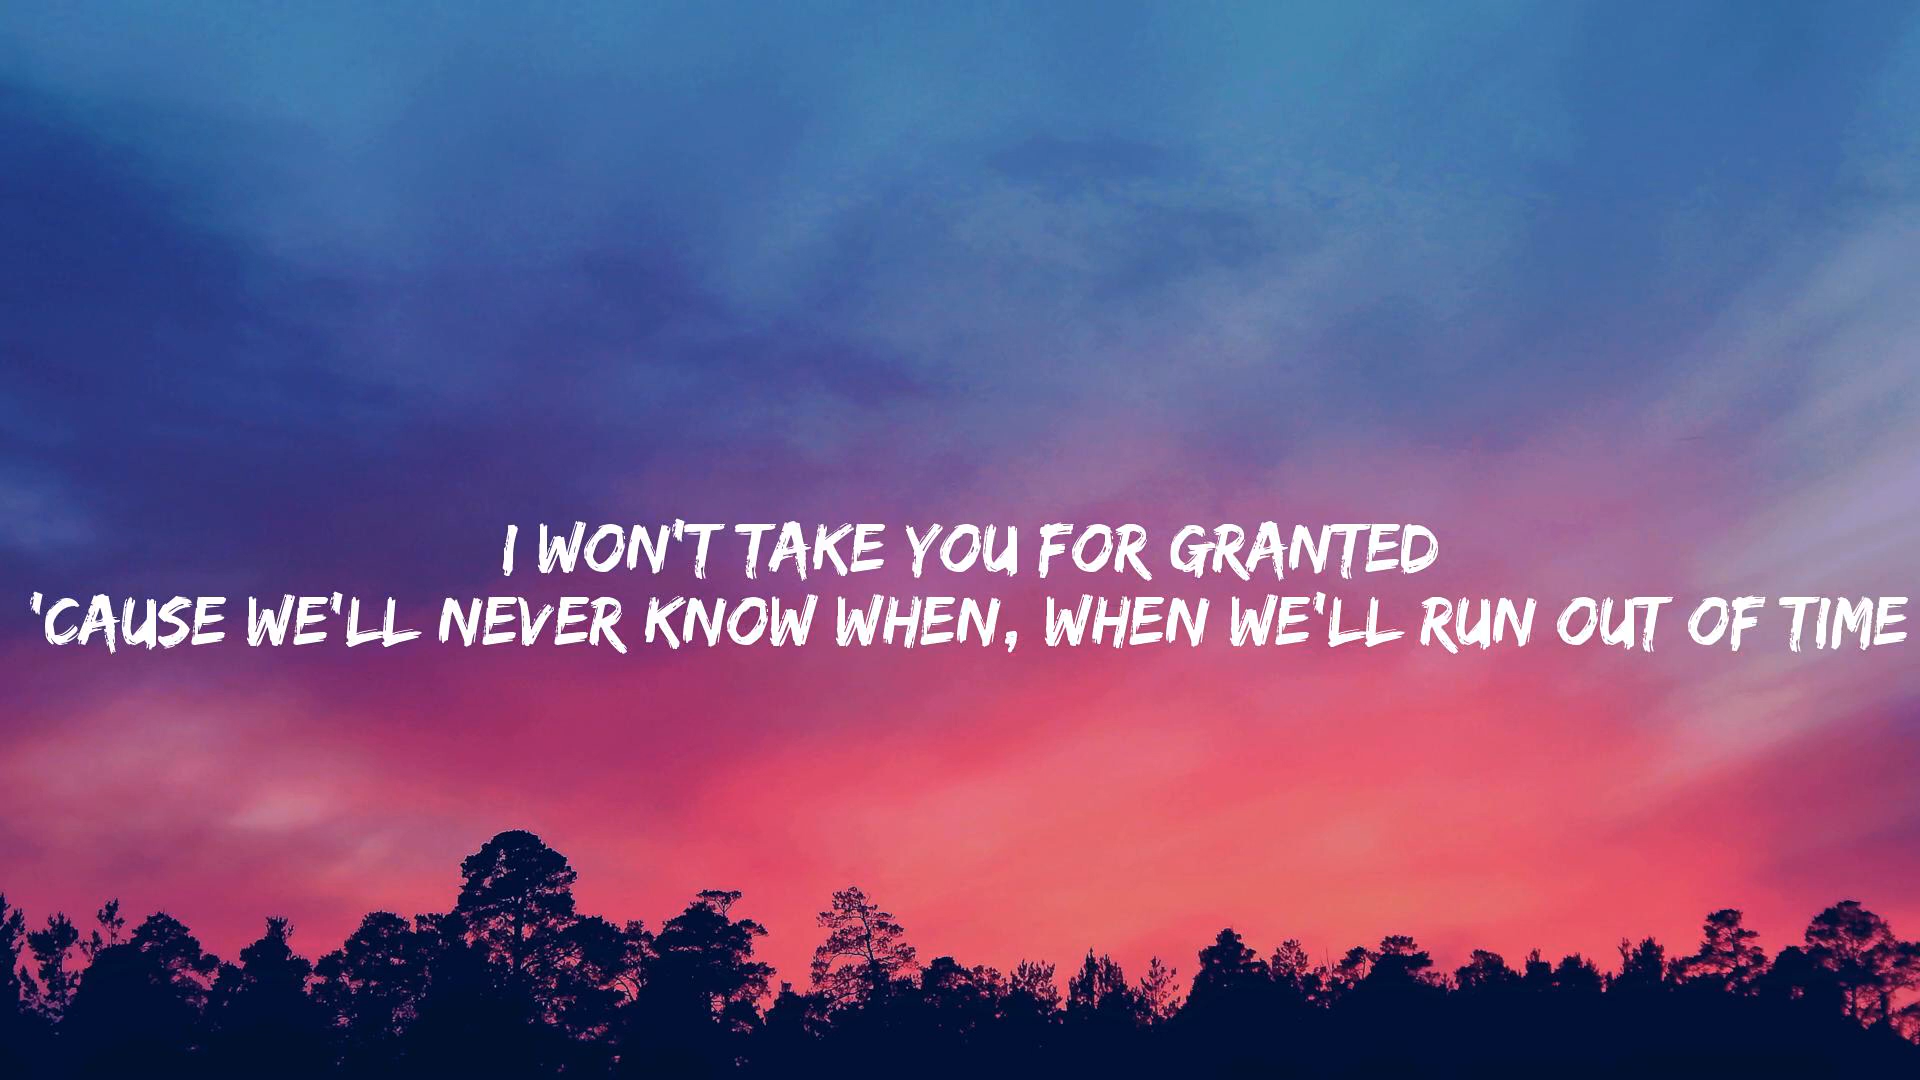 I WON'T TAKE YOU FOR GRANTED
'CAUSE WE'LL NEVER KNOW WHEN, WHEN WE'LL RUN OUT OF TIME